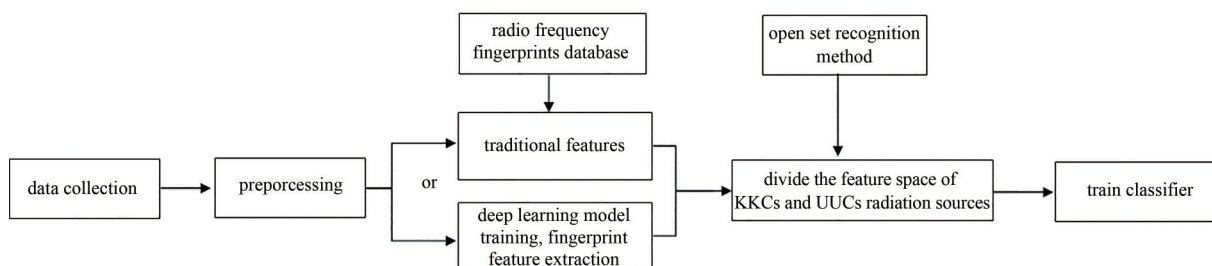 radio frequency
fingerprints database
open set recognition
method
traditional features
data collection
preporcessing
or
divide the feature space of
KKCs and UUCs radiation sources
train classifier
deep learning model
training, fingerprint
feature extraction